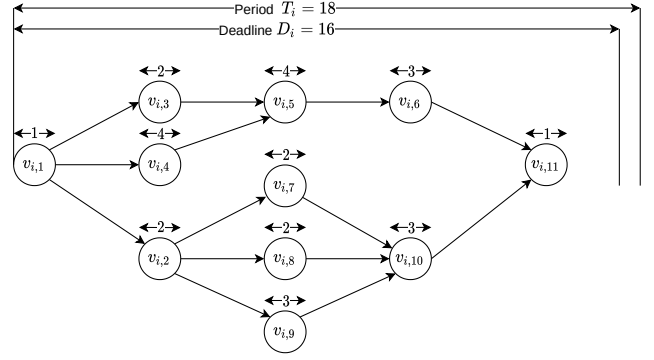 Period T_i = 18
Deadline D_i = 16
2
4
3
v_{i,3}
v_{i,5}
v_{i,6}
1
4
1
v_{i,1}
v_{i,4}
v_{i,11}
2
v_{i,7}
2
2
3
v_{i,2}
v_{i,8}
v_{i,10}
3
v_{i,9}